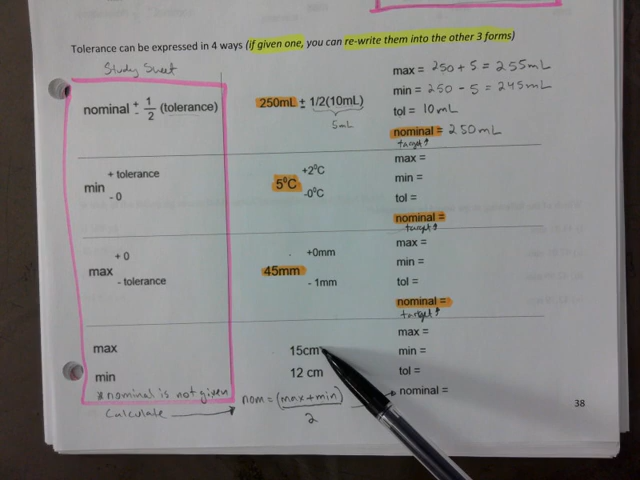 Tolerance can be expressed in 4 ways (if given one, you can re-write them into the other 3 forms)
Study Sheet
nominal ± 1/2 (tolerance)
250mL ± 1/2(10mL)
5mL
max = 250 + 5 = 255mL
min = 250 - 5 = 245mL
tol = 10mL
nominal = 250mL
target↑
min + tolerance
- 0
5°C +2°C
-0°C
max =
min =
tol =
nominal =
target↑
max + 0
- tolerance
45mm +0mm
- 1mm
max =
min =
tol =
nominal =
target↑
max
min
* nominal is not given
Calculate →
15cm
12 cm
nom = (max + min)
2
max =
min =
tol =
nominal =
38